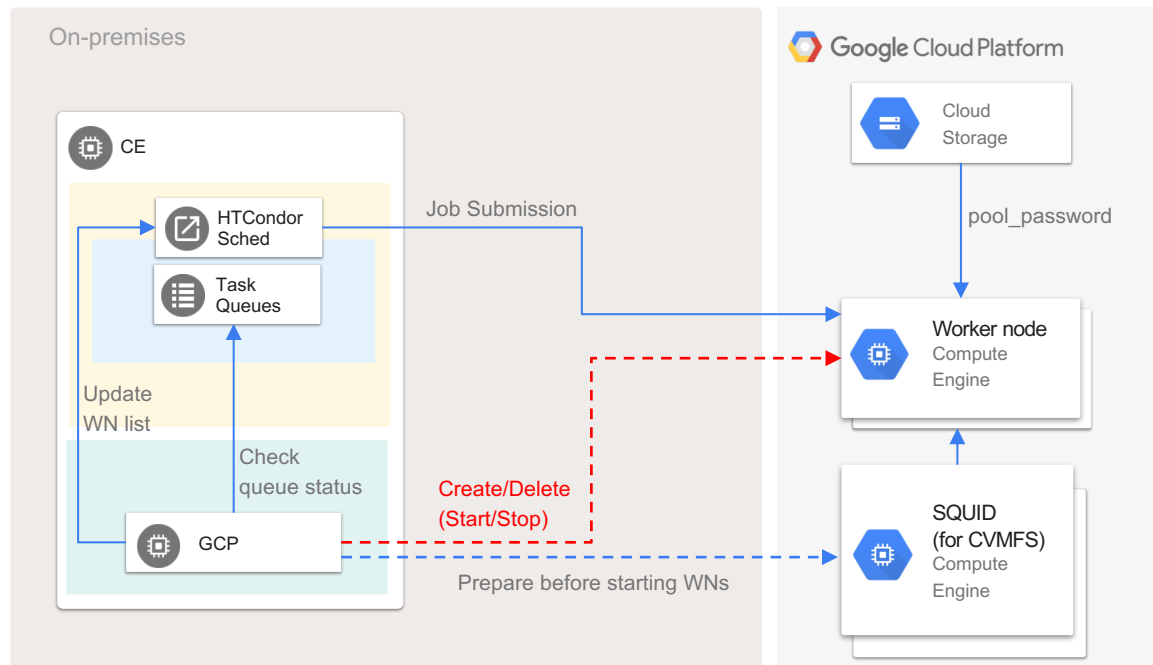 On-premises
Google Cloud Platform
Cloud
Storage
CE
HTCondor
Sched
Job Submission
pool_password
Task
Queues
Worker node
Compute
Engine
Update
WN list
Check
queue status
Create/Delete
(Start/Stop)
SQUID
(for CVMFS)
Compute
Engine
GCP
Prepare before starting WNs